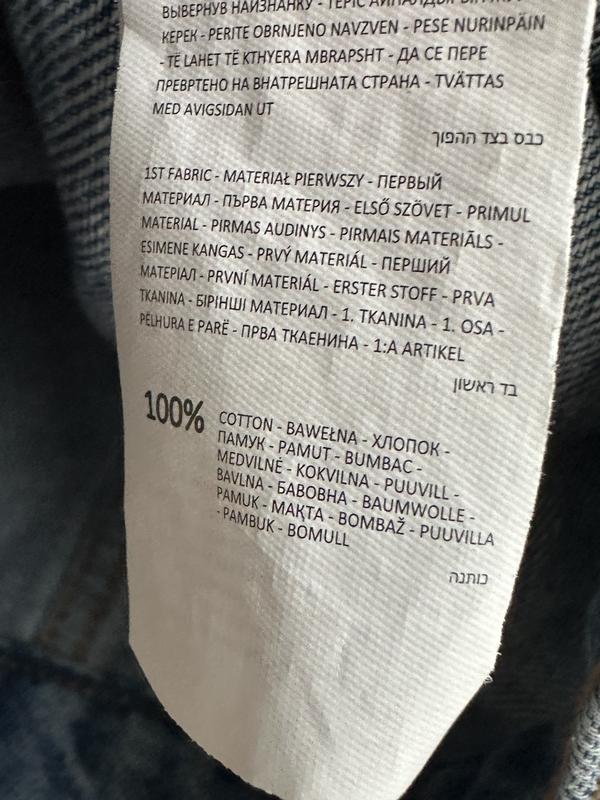 ВЫВЕРНУВ НАИЗНАНКУ - ТЕРІС
КЕРЕК - PERITE OBRNJENO NAVZVEN - PESE NURINPÄIN
- TË LAHET TË KTHYERA MBRAPSHT - ДА СЕ ПЕРЕ
ПРЕВРТЕНО НА ВНАТРЕШНАТА СТРАНА - TVÄTTAS
MED AVIGSIDAN UT
כבס בצד ההפוך
1ST FABRIC - MATERIAŁ PIERWSZY - ПЕРВЫЙ
МАТЕРИАЛ - ПЪРВА МАТЕРИЯ - ELSŐ SZÖVET - PRIMUL
MATERIAL - PIRMAS AUDINYS - PIRMAIS MATERIĀLS -
ESIMENE KANGAS - PRVÝ MATERIÁL - ПЕРШИЙ
МАТЕРІАЛ - PRVNÍ MATERIÁL - ERSTER STOFF - PRVA
TKANINA - БІРІНШІ МАТЕРИАЛ - 1. TKANINA - 1. OSA -
PËLHURA E PARË - ПРВА ТКАЕНИНА - 1:A ARTIKEL
בד ראשון
100% COTTON - BAWEŁNA - ХЛОПОК -
ПАМУК - PAMUT - BUMBAC -
MEDVILNĖ - KOKVILNA - PUUVILL -
BAVLNA - БАВОВНА - BAUMWOLLE -
PAMUK - МАҚТА - BOMBAŽ - PUUVILLA
- PAMBUK - BOMULL
כותנה